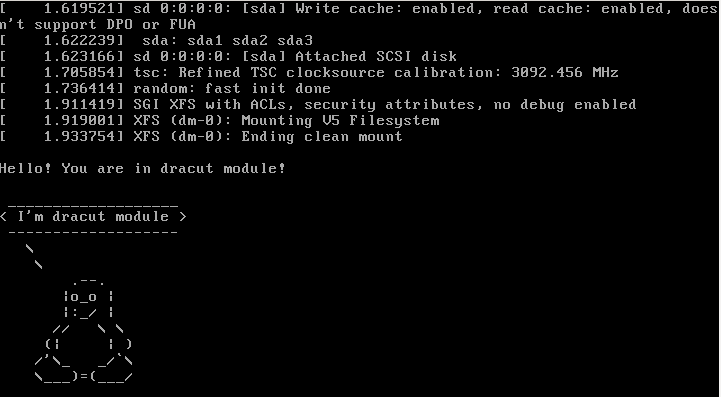 [    1.619521] sd 0:0:0:0: [sda] Write cache: enabled, read cache: enabled, does
n't support DPO or FUA
[    1.622239]  sda: sda1 sda2 sda3
[    1.623166] sd 0:0:0:0: [sda] Attached SCSI disk
[    1.705854] tsc: Refined TSC clocksource calibration: 3092.456 MHz
[    1.736414] random: fast init done
[    1.911419] SGI XFS with ACLs, security attributes, no debug enabled
[    1.919001] XFS (dm-0): Mounting V5 Filesystem
[    1.933754] XFS (dm-0): Ending clean mount
Hello! You are in dracut module!
 ___________________
< I'm dracut module >
 -------------------
   \
    \
        .--.
       |o_o |
       |:_/ |
      //   \ \
     (|     | )
    /'\_   _/`\
    \___)=(___/